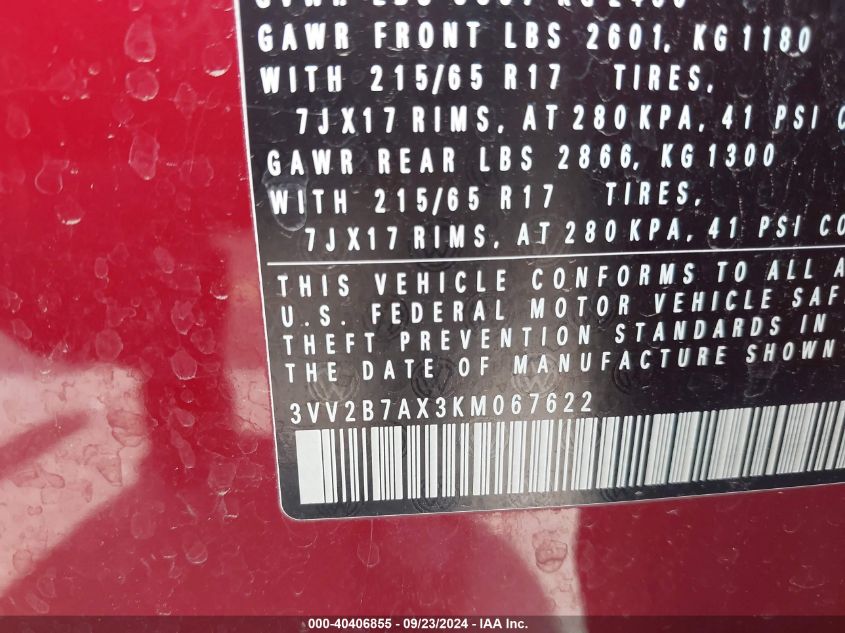 GAWR FRONT LBS 2601, KG 1180
WITH 215/65 R17 TIRES,
7JX17 RIMS, AT 280 KPA, 41 PSI C
GAWR REAR LBS 2866, KG 1300
WITH 215/65 R17 TIRES,
7JX17 RIMS, AT 280 KPA, 41 PSI CO
THIS VEHICLE CONFORMS TO ALL A
U.S. FEDERAL MOTOR VEHICLE SAF
THEFT PREVENTION STANDARDS IN
THE DATE OF MANUFACTURE SHOWN
3VV2B7AX3KM067622
000-40406855 - 09/23/2024 - IAA Inc.